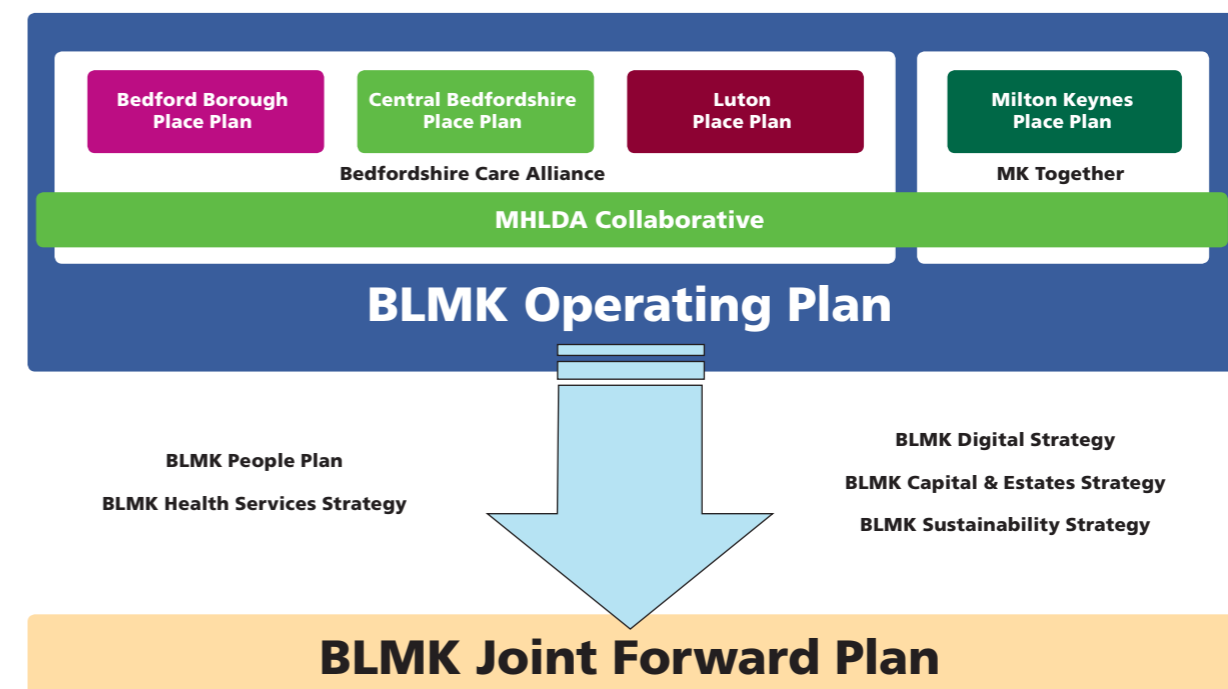 Bedford Borough
Place Plan
Central Bedfordshire
Place Plan
Luton
Place Plan
Milton Keynes
Place Plan
Bedfordshire Care Alliance
MK Together
MHLDA Collaborative
BLMK Operating Plan
BLMK People Plan
BLMK Health Services Strategy
BLMK Digital Strategy
BLMK Capital & Estates Strategy
BLMK Sustainability Strategy
BLMK Joint Forward Plan